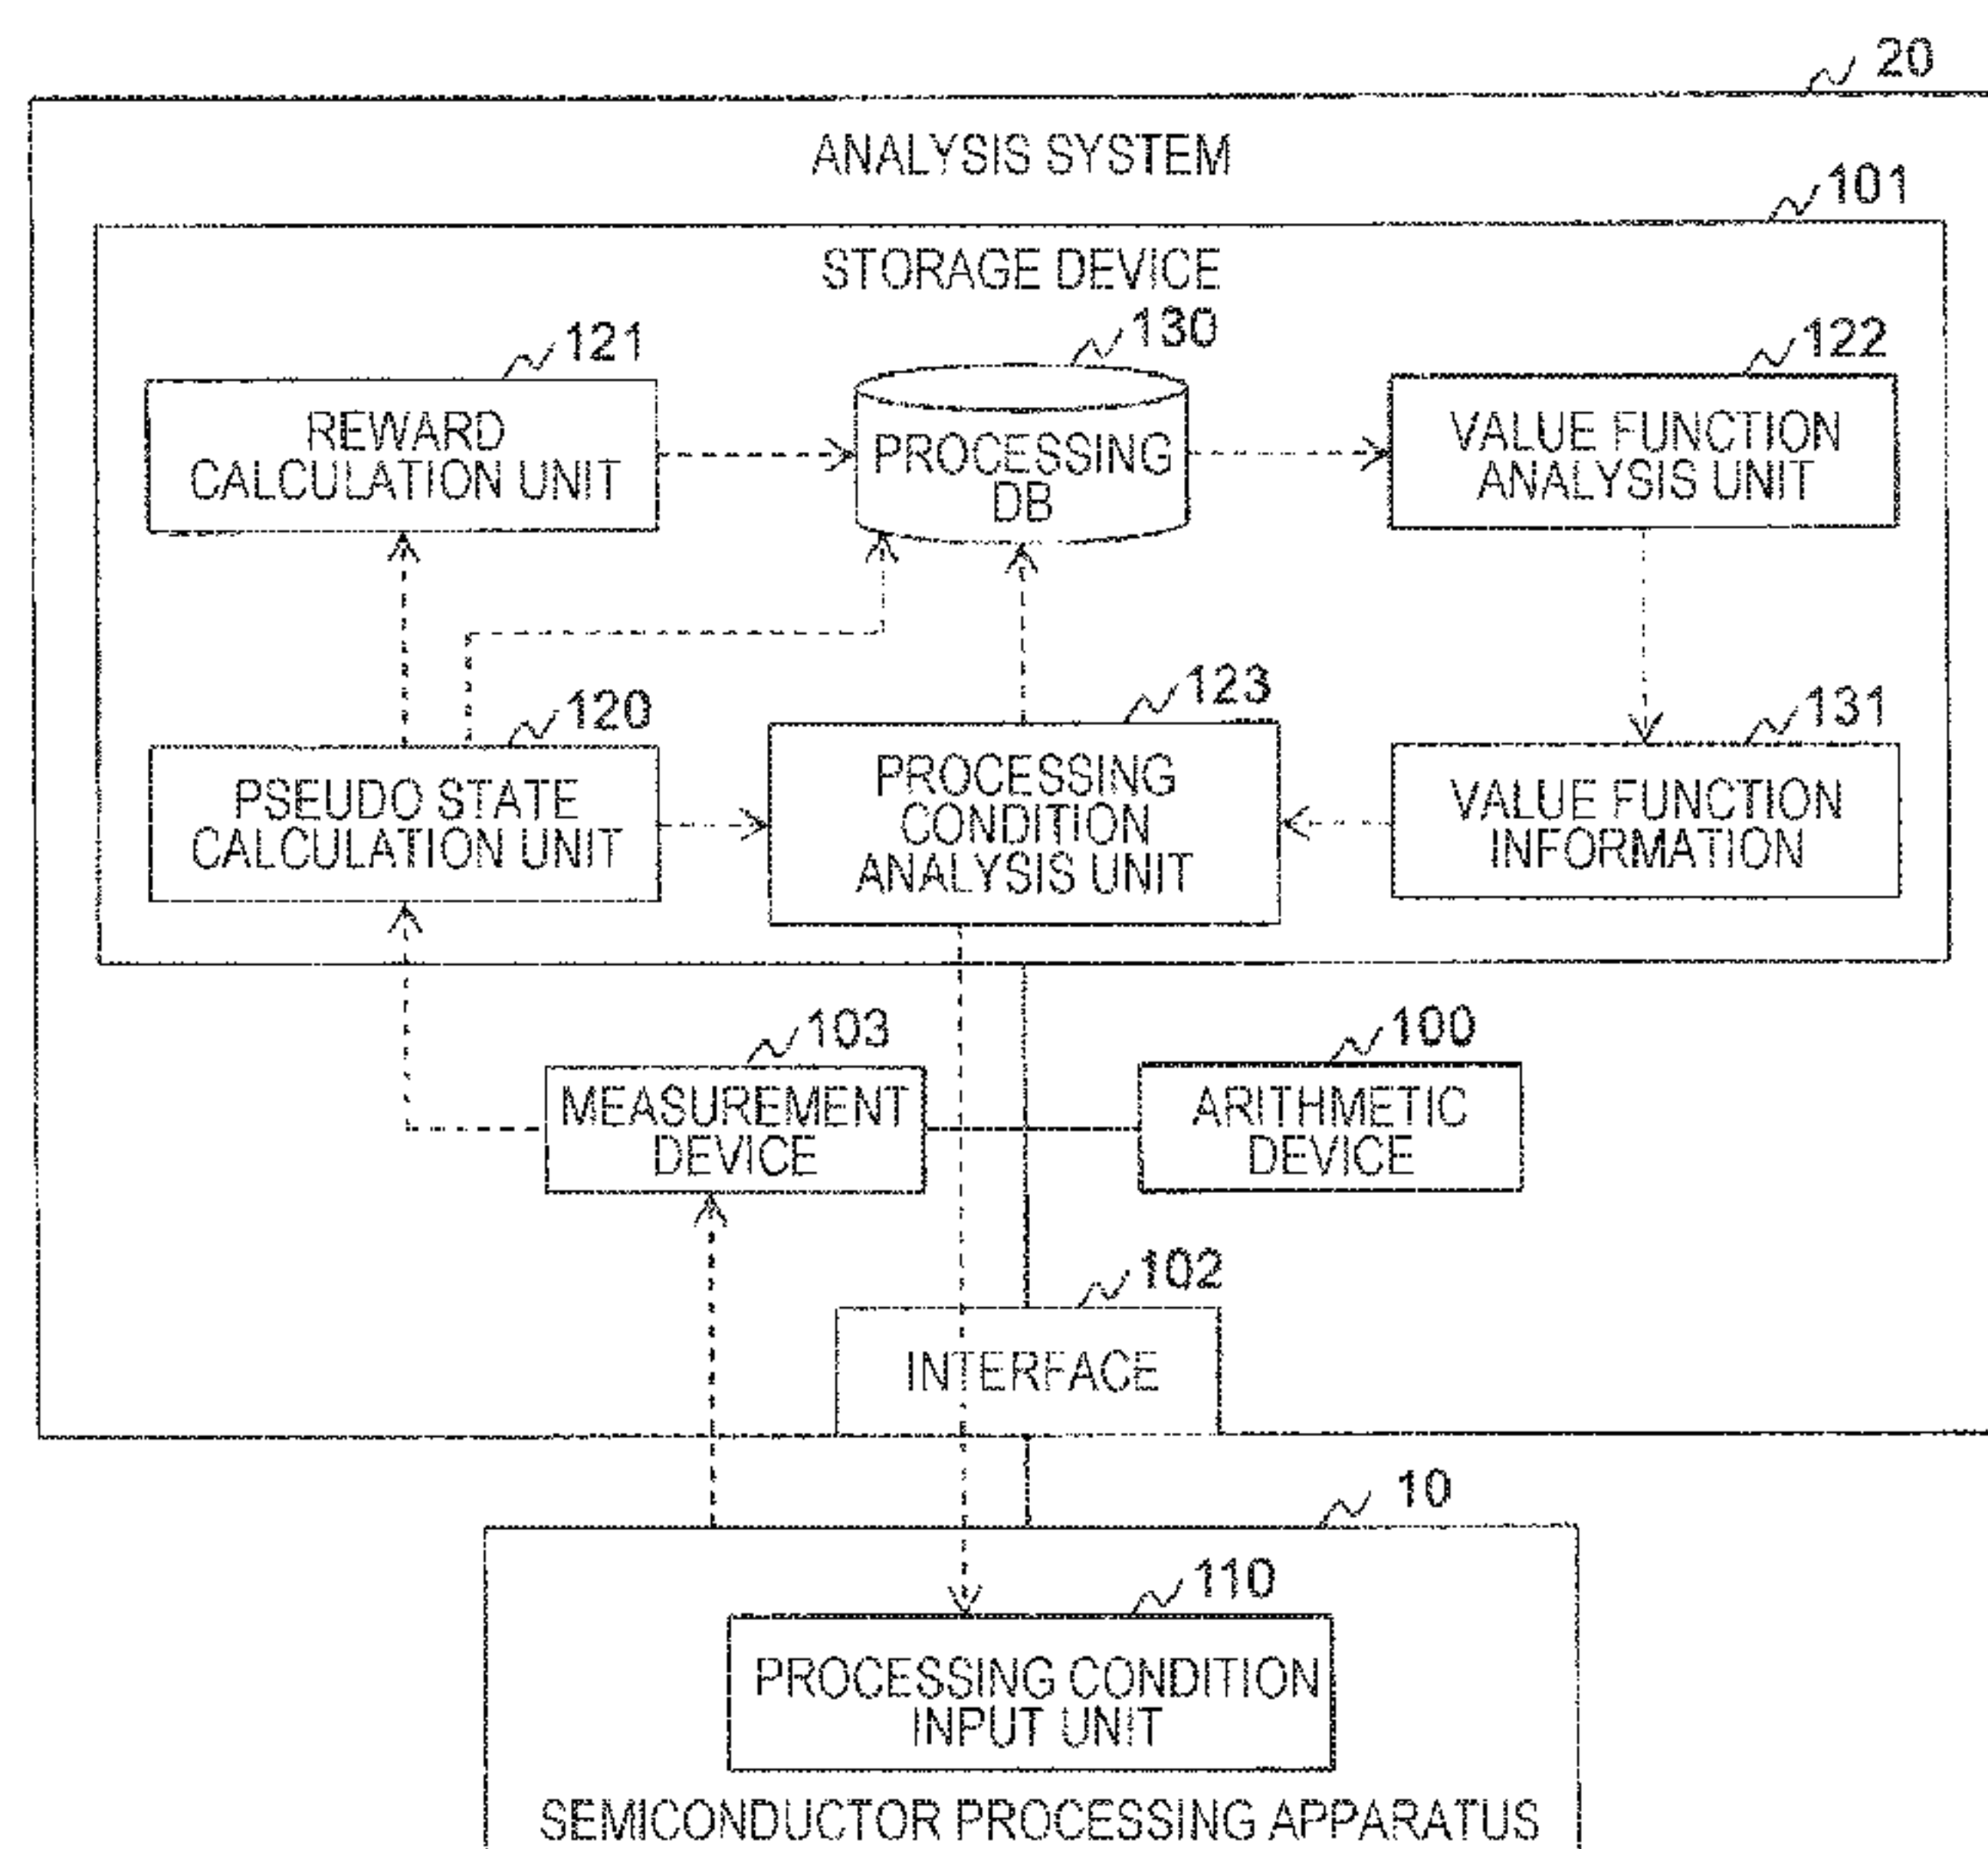 20
ANALYSIS SYSTEM
101
STORAGE DEVICE
121
130
122
REWARD
CALCULATION UNIT
PROCESSING
DB
VALUE FUNCTION
ANALYSIS UNIT
120
123
131
PSEUDO STATE
CALCULATION UNIT
PROCESSING
CONDITION
ANALYSIS UNIT
VALUE FUNCTION
INFORMATION
103
100
MEASUREMENT
DEVICE
ARITHMETIC
DEVICE
102
INTERFACE
10
110
PROCESSING CONDITION
INPUT UNIT
SEMICONDUCTOR PROCESSING APPARATUS